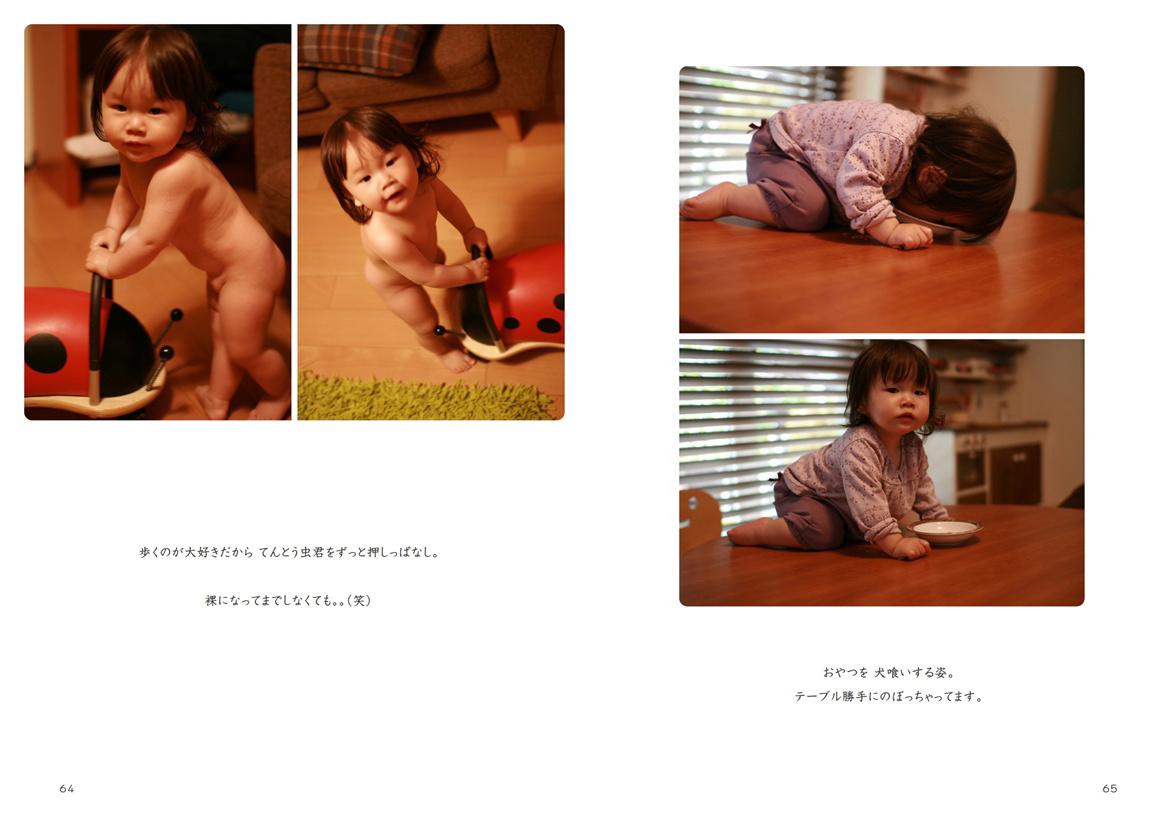 歩くのが大好きだから てんとう虫君をずっと押しっぱなし。
裸になってまでしなくても。。（笑）
64
おやつを 犬喰いする姿。
テーブル勝手にのぼっちゃってます。
65